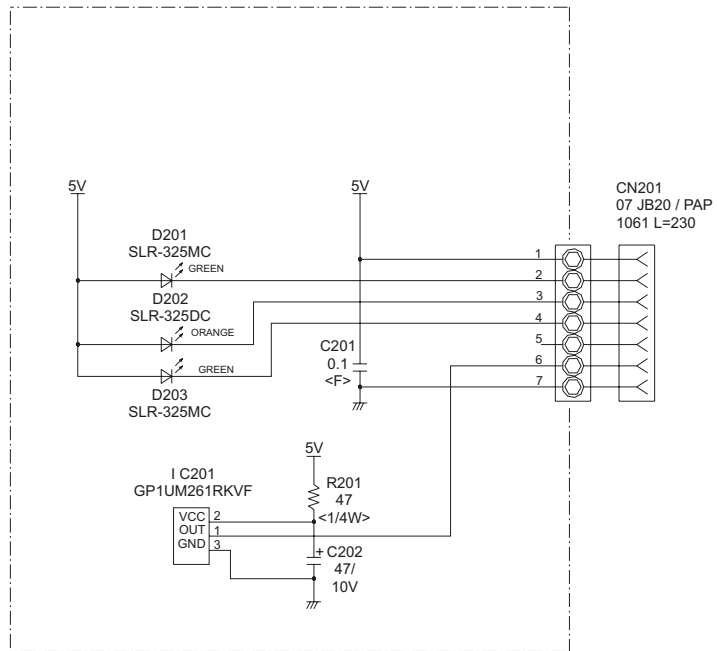 5V
5V
CN201
07 JB20 / PAP
1061 L=230
D201
SLR-325MC
GREEN
1
2
D202
SLR-325DC
3
ORANGE
4
C201
0.1
<F>
5
GREEN
6
D203
SLR-325MC
7
5V
I C201
GP1UM261RKVF
R201
47
<1/4W>
VCC 2
OUT 1
GND 3
+ C202
47/
10V